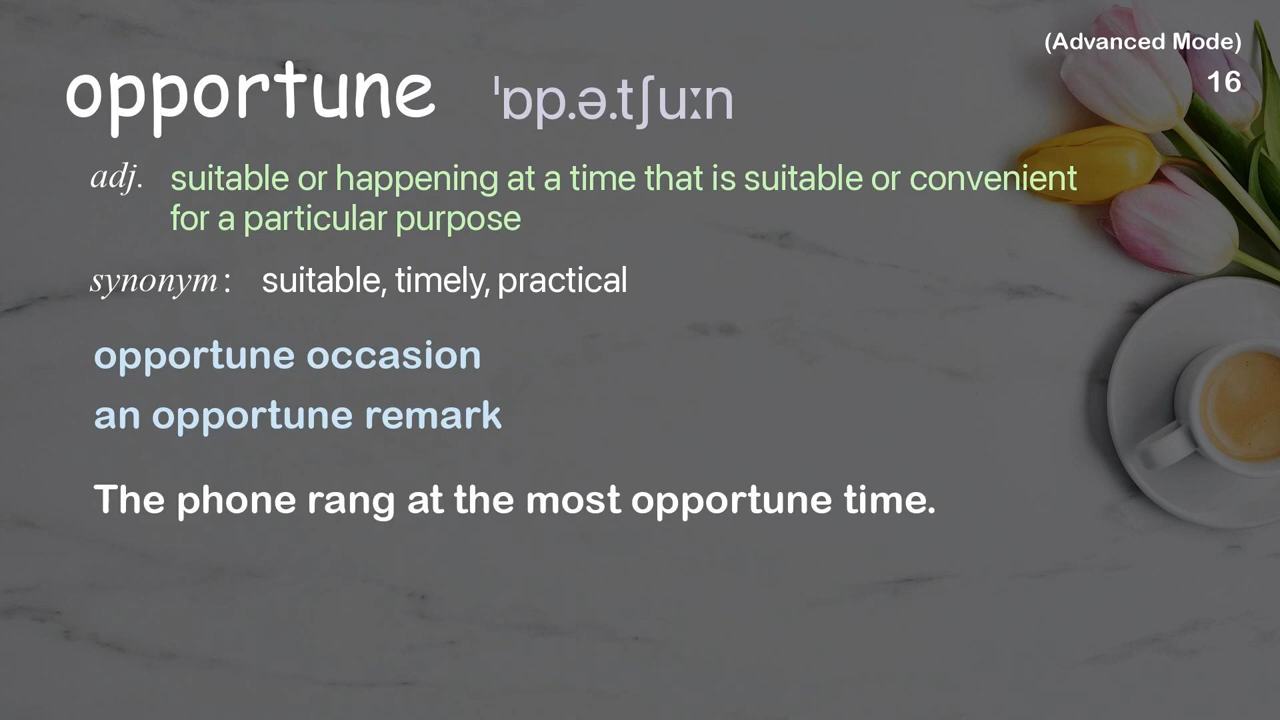 (Advanced Mode)
16
opportune ˈɒp.ə.tʃuːn
adj. suitable or happening at a time that is suitable or convenient
for a particular purpose
synonym: suitable, timely, practical
opportune occasion
an opportune remark
The phone rang at the most opportune time.